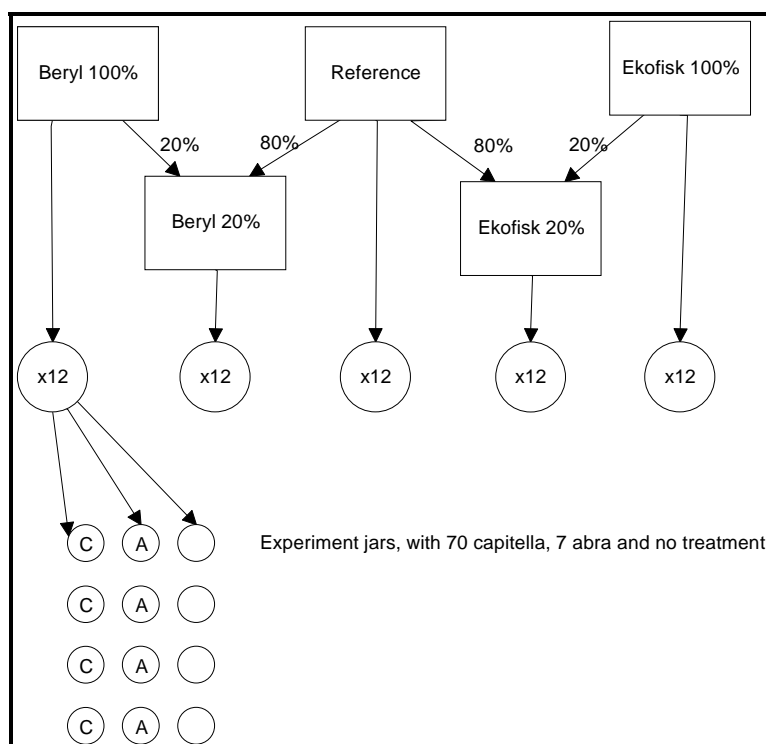 Beryl 100%
Reference
Ekofisk 100%
20%
80%
80%
20%
Beryl 20%
Ekofisk 20%
x12
x12
x12
x12
x12
C A
Experiment jars, with 70 capitella, 7 abra and no treatment
C A
C A
C A